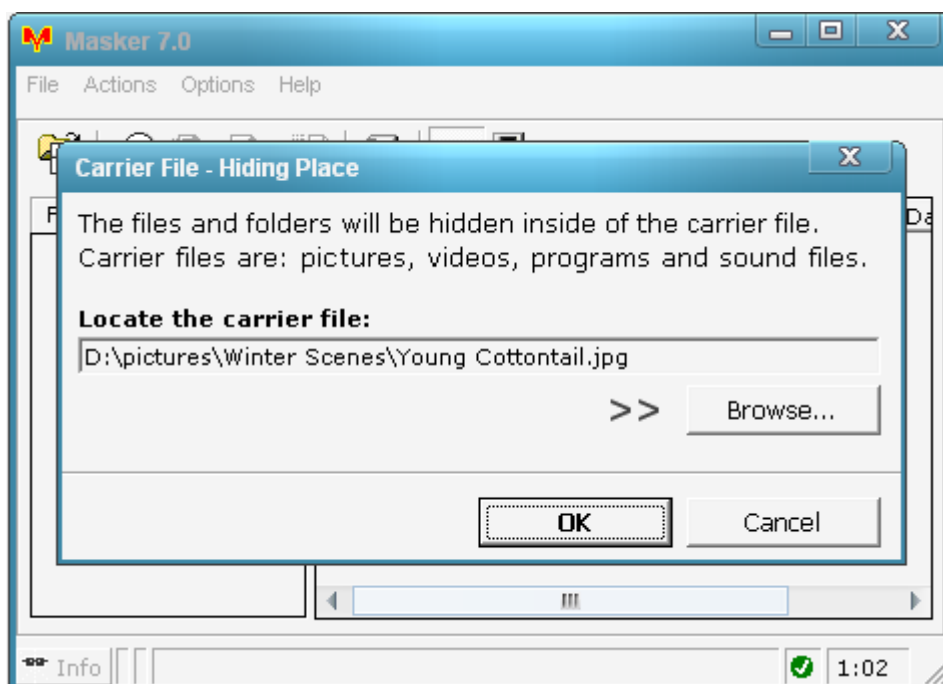 Masker 7.0
File Actions Options Help
Carrier File - Hiding Place
The files and folders will be hidden inside of the carrier file.
Carrier files are: pictures, videos, programs and sound files.
Locate the carrier file:
D:\pictures\Winter Scenes\Young Cottontail.jpg
>> Browse...
OK Cancel
Info 1:02